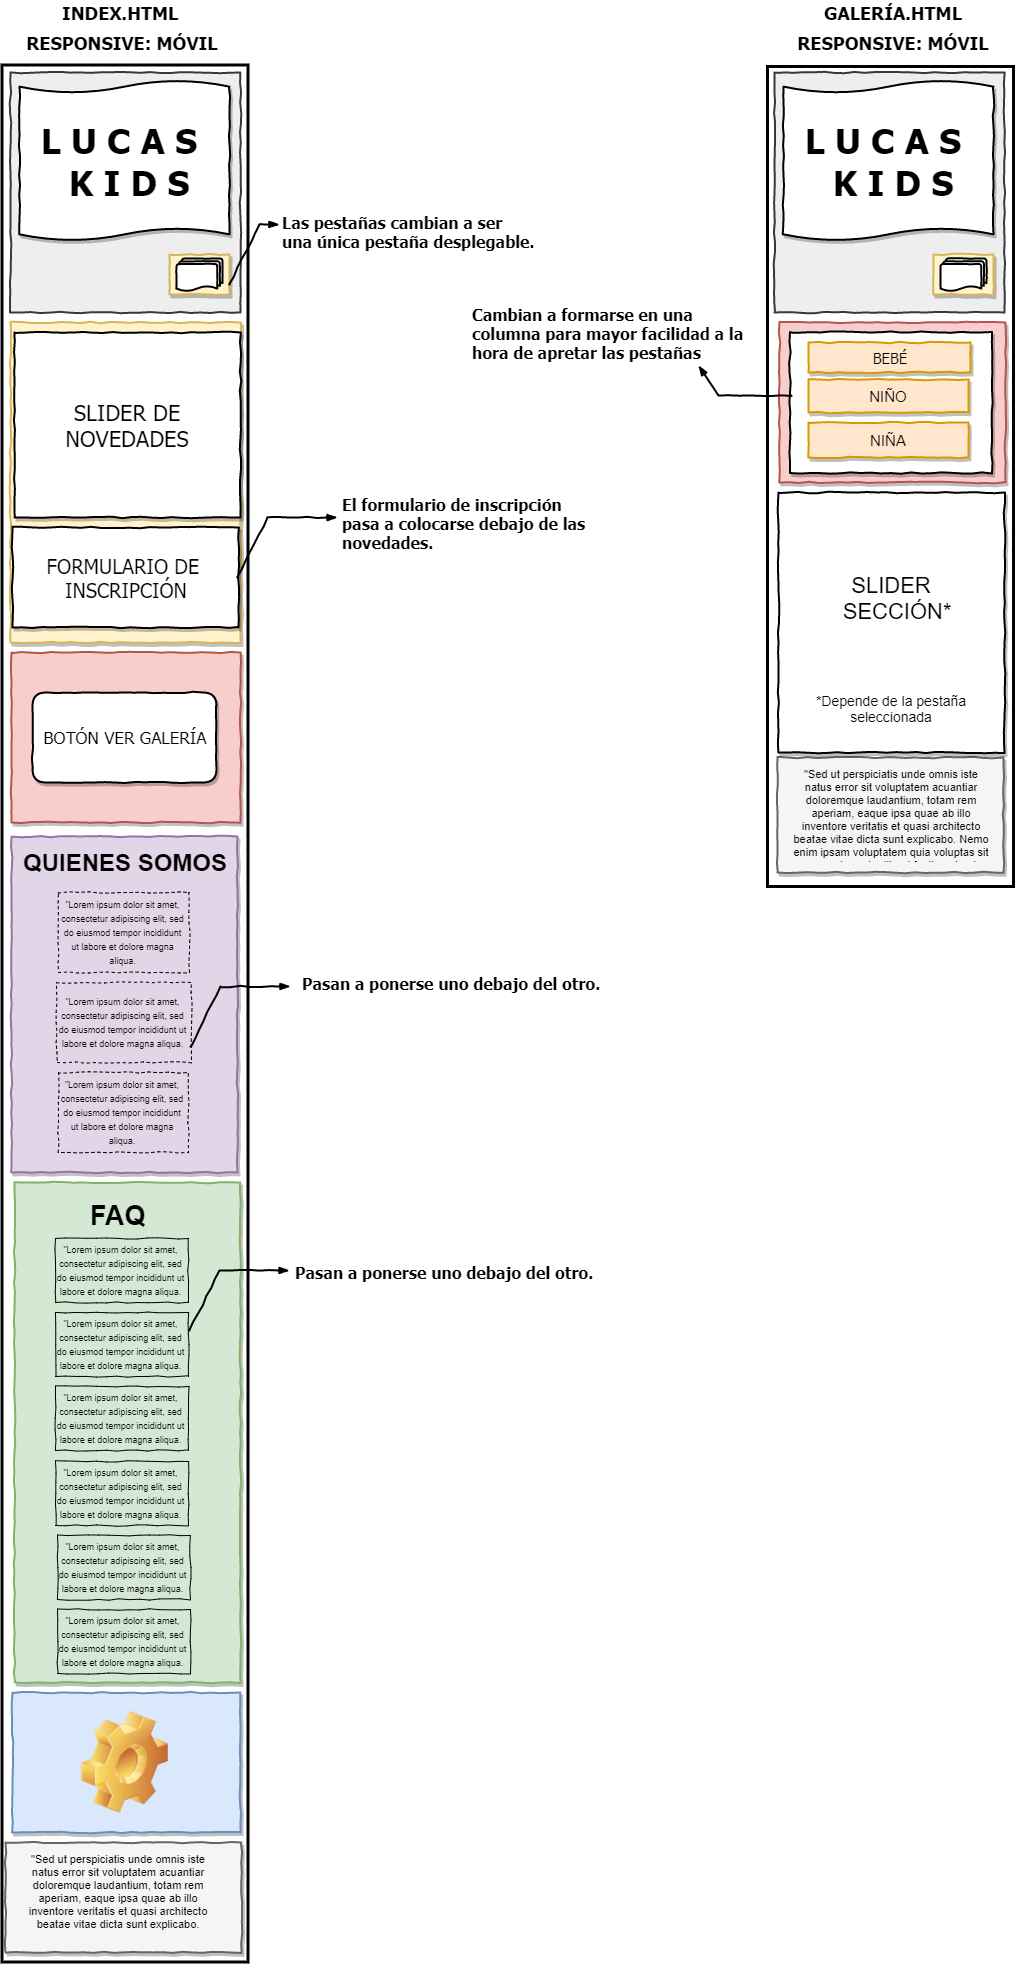 INDEX.HTML
RESPONSIVE: MÓVIL
LUCAS
KIDS
Las pestañas cambian a ser
una única pestaña desplegable.
SLIDER DE
NOVEDADES
FORMULARIO DE
INSCRIPCIÓN
El formulario de inscripción
pasa a colocarse debajo de las
novedades.
BOTÓN VER GALERÍA
QUIENES SOMOS
"Lorem ipsum dolor sit amet,
consectetur adipiscing elit, sed
do eiusmod tempor incididunt
ut labore et dolore magna
aliqua.
"Lorem ipsum dolor sit amet,
consectetur adipiscing elit, sed
do eiusmod tempor incididunt ut
labore et dolore magna aliqua.
Pasan a ponerse uno debajo del otro.
"Lorem ipsum dolor sit amet,
consectetur adipiscing elit, sed
do eiusmod tempor incididunt
ut labore et dolore magna
aliqua.
FAQ
"Lorem ipsum dolor sit amet,
consectetur adipiscing elit, sed
do eiusmod tempor incididunt ut
labore et dolore magna aliqua.
Pasan a ponerse uno debajo del otro.
"Lorem ipsum dolor sit amet,
consectetur adipiscing elit, sed
do eiusmod tempor incididunt ut
labore et dolore magna aliqua.
"Lorem ipsum dolor sit amet,
consectetur adipiscing elit, sed
do eiusmod tempor incididunt ut
labore et dolore magna aliqua.
"Lorem ipsum dolor sit amet,
consectetur adipiscing elit, sed
do eiusmod tempor incididunt ut
labore et dolore magna aliqua.
"Lorem ipsum dolor sit amet,
consectetur adipiscing elit, sed
do eiusmod tempor incididunt ut
labore et dolore magna aliqua.
"Lorem ipsum dolor sit amet,
consectetur adipiscing elit, sed
do eiusmod tempor incididunt ut
labore et dolore magna aliqua.
"Sed ut perspiciatis unde omnis iste
natus error sit voluptatem acuantiar
doloremque laudantium, totam rem
aperiam, eaque ipsa quae ab illo
inventore veritatis et quasi architecto
beatae vitae dicta sunt explicabo.
GALERÍA.HTML
RESPONSIVE: MÓVIL
LUCAS
KIDS
Cambian a formarse en una
columna para mayor facilidad a la
hora de apretar las pestañas
BEBÉ
NIÑO
NIÑA
SLIDER
SECCIÓN*
*Depende de la pestaña
seleccionada
"Sed ut perspiciatis unde omnis iste
natus error sit voluptatem acuantiar
doloremque laudantium, totam rem
aperiam, eaque ipsa quae ab illo
inventore veritatis et quasi architecto
beatae vitae dicta sunt explicabo. Nemo
enim ipsam voluptatem quia voluptas sit